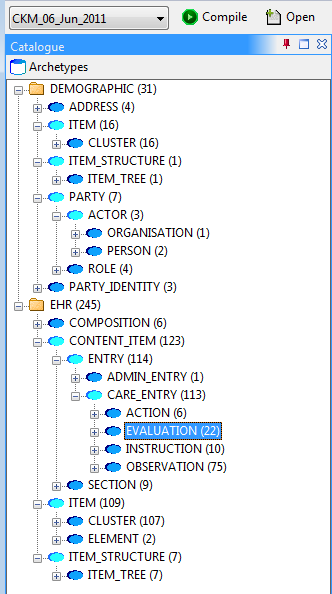 CKM_06_Jun_2011 Compile Open
Catalogue
Archetypes
DEMOGRAPHIC (31)
ADDRESS (4)
ITEM (16)
CLUSTER (16)
ITEM_STRUCTURE (1)
ITEM_TREE (1)
PARTY (7)
ACTOR (3)
ORGANISATION (1)
PERSON (2)
ROLE (4)
PARTY_IDENTITY (3)
EHR (245)
COMPOSITION (6)
CONTENT_ITEM (123)
ENTRY (114)
ADMIN_ENTRY (1)
CARE_ENTRY (113)
ACTION (6)
EVALUATION (22)
INSTRUCTION (10)
OBSERVATION (75)
SECTION (9)
ITEM (109)
CLUSTER (107)
ELEMENT (2)
ITEM_STRUCTURE (7)
ITEM_TREE (7)